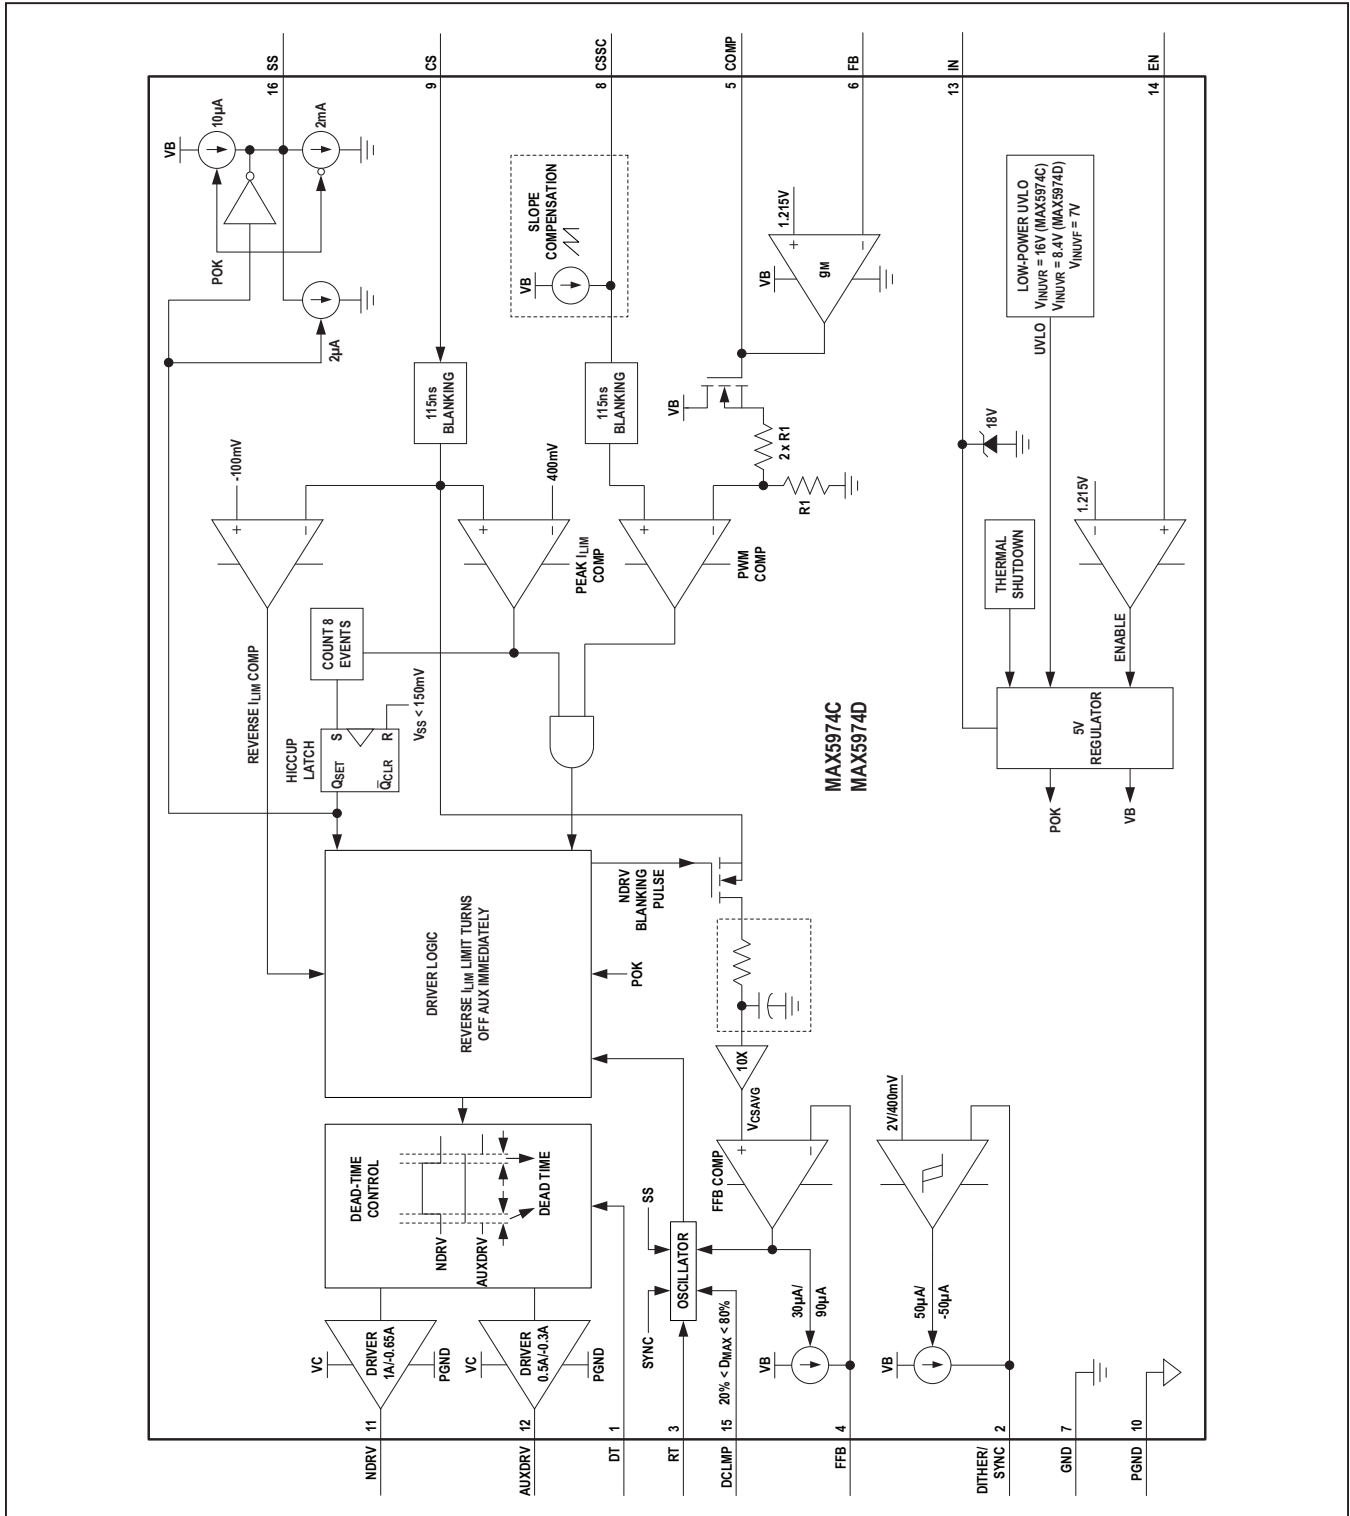 16 SS
9 CS
8 CSSC
5 COMP
6 FB
13 IN
14 EN
VB
10µA
2mA
POK
2µA
SLOPE
COMPENSATION
VB
1.215V
+
−
VB
gM
LOW-POWER UVLO
VINUVR = 16V (MAX5974C)
VINUVR = 8.4V (MAX5974D)
VINUVF = 7V
UVLO
115ns
BLANKING
115ns
BLANKING
VB
2 x R1
R1
18V
-100mV
+
−
REVERSE ILIM COMP
+
−
400mV
PEAK ILIM
COMP
+
−
PWM
COMP
THERMAL
SHUTDOWN
1.215V
−
+
ENABLE
COUNT 8
EVENTS
HICCUP
LATCH
S
R
QSET
QCLR
VSS < 150mV
MAX5974C
MAX5974D
5V
REGULATOR
POK
VB
DRIVER LOGIC
REVERSE ILIM LIMIT TURNS
OFF AUX IMMEDIATELY
NDRV
BLANKING
PULSE
POK
10X
VCSAVG
DEAD-TIME
CONTROL
NDRV
AUXDRV
DEAD TIME
FFB COMP
+
−
2V/400mV
SS
SYNC
OSCILLATOR
20% < DMAX < 80%
30µA/
90µA
VB
50µA/
-50µA
VB
VC
DRIVER
1A/-0.65A
PGND
VC
DRIVER
0.5A/-0.3A
PGND
NDRV 11
AUXDRV 12
DT 1
RT 3
DCLMP 15
FFB 4
DITHER/
SYNC 2
GND 7
PGND 10